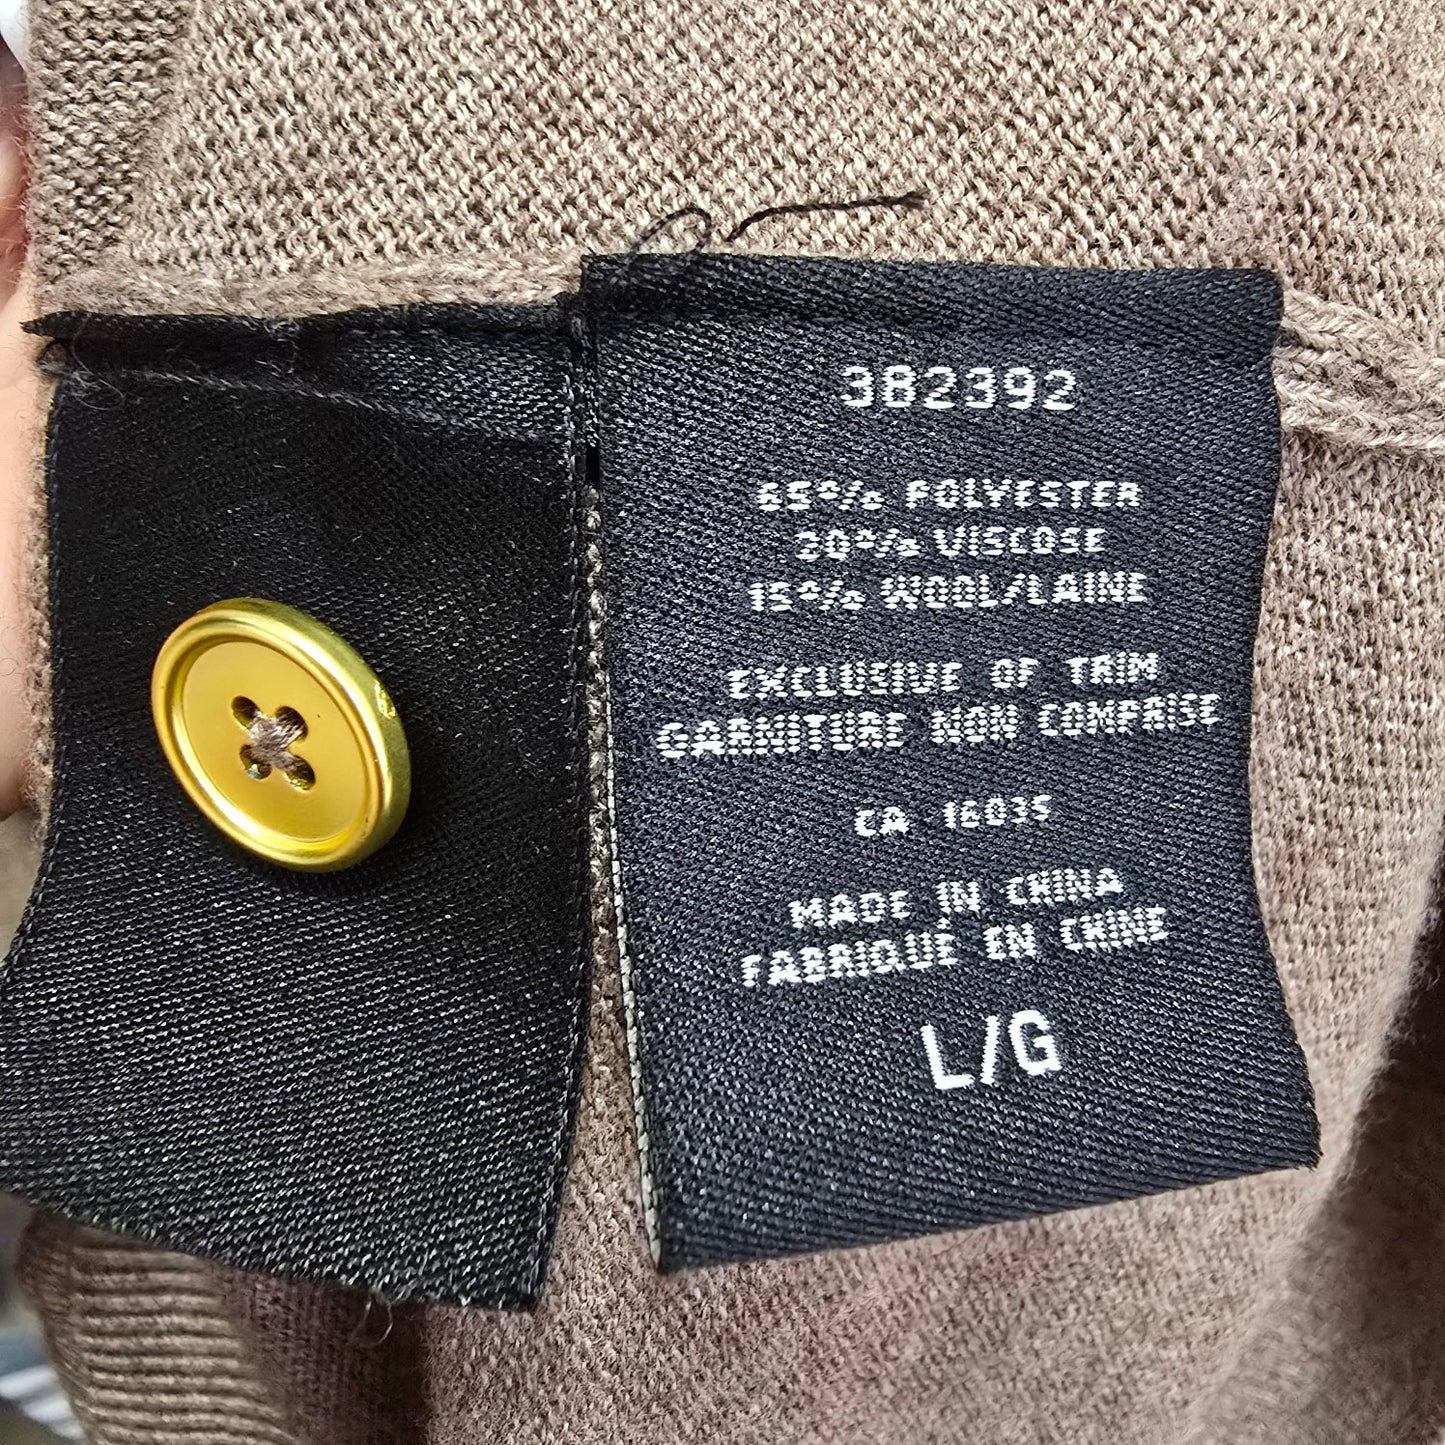 382392
65% POLYESTER
20% VISCOSE
15% WOOL/LAINE
EXCLUSIVE OF TRIM
GARNITURE NON COMPRISE
CA 16035
MADE IN CHINA
FABRIQUE EN CHINE
L/G